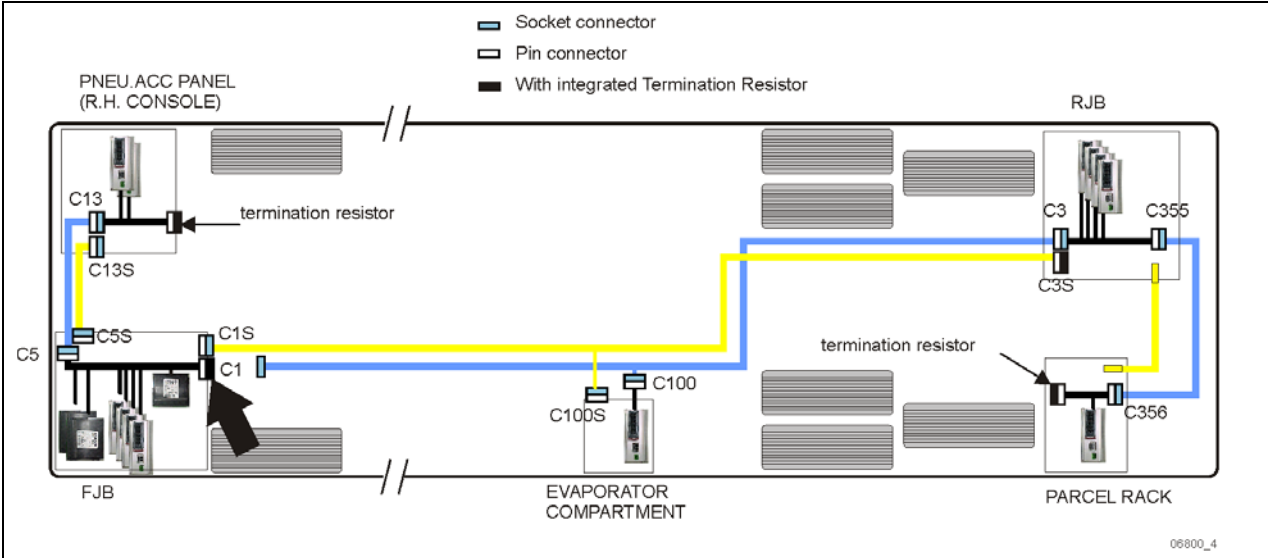 Socket connector
Pin connector
With integrated Termination Resistor
PNEU.ACC PANEL
(R.H. CONSOLE)
RJB
C13
termination resistor
C3
C355
C13S
C3S
C5S
C1S
C5
C1
termination resistor
C100
C100S
C356
FJB
EVAPORATOR
COMPARTMENT
PARCEL RACK
06800_4